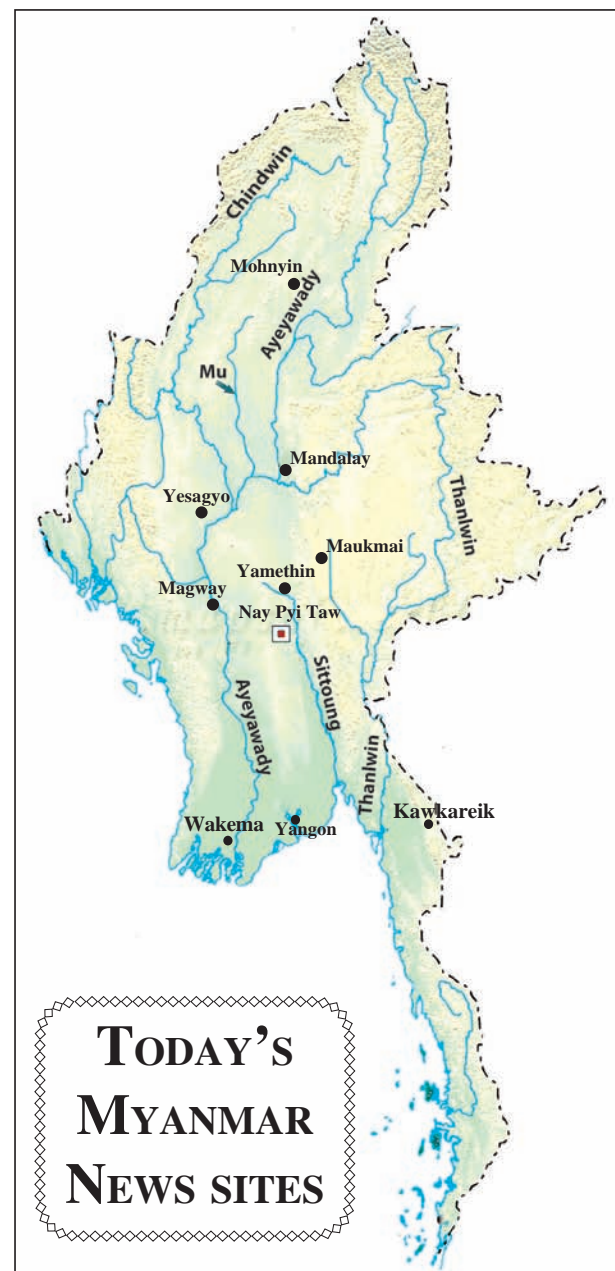 Chindwin
Mohnyin
Ayeyawady
Mu
Mandalay
Yesagyo
Thanlwin
Maukmai
Yamethin
Magway
Nay Pyi Taw
Sittoung
Ayeyawady
Thanlwin
Kawkareik
Wakema
Yangon
TODAY'S
MYANMAR
NEWS SITES